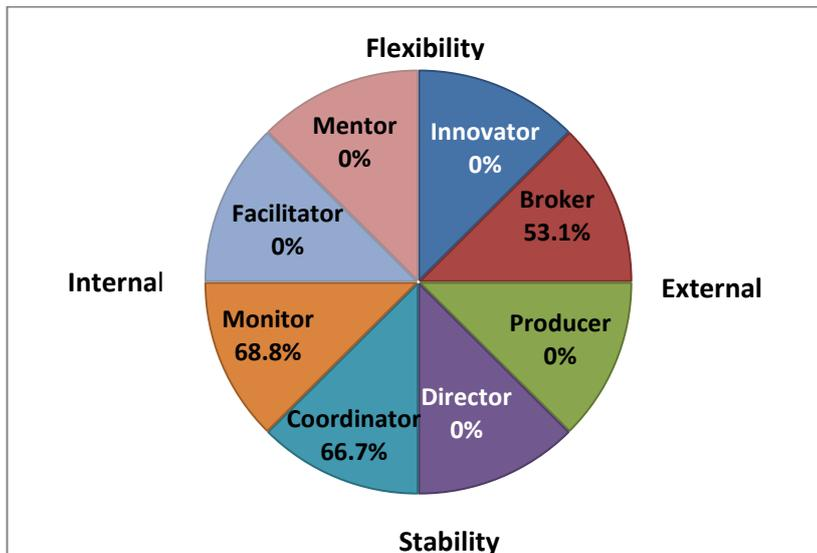 Flexibility
Mentor
0%
Innovator
0%
Broker
53.1%
Facilitator
0%
Internal
External
Monitor
68.8%
Producer
0%
Director
0%
Coordinator
66.7%
Stability